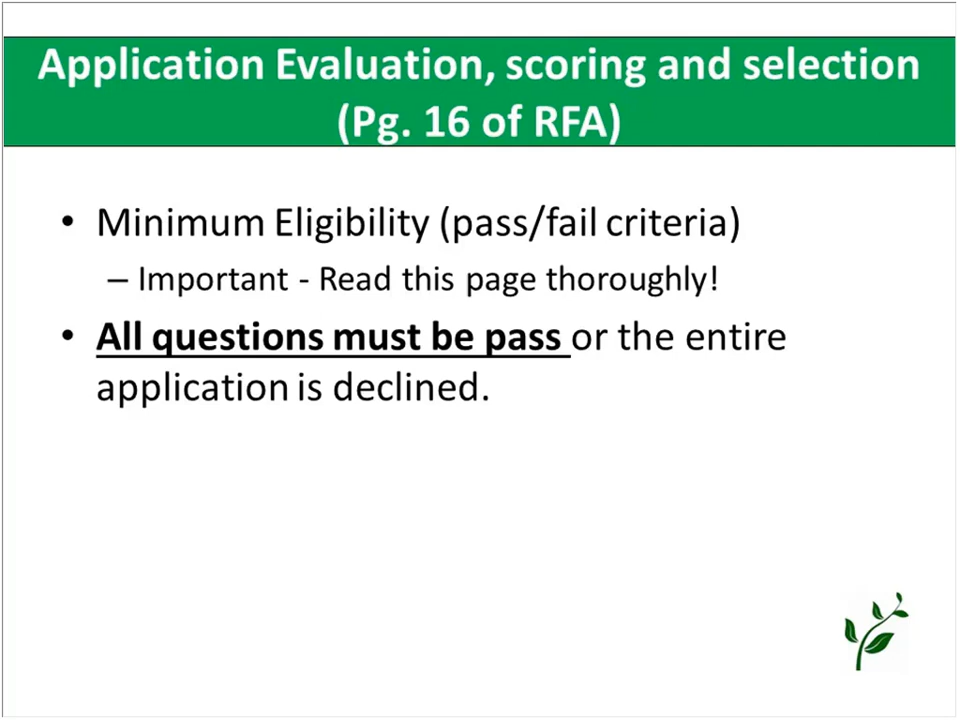 Application Evaluation, scoring and selection
(Pg. 16 of RFA)
• Minimum Eligibility (pass/fail criteria)
– Important - Read this page thoroughly!
• All questions must be pass or the entire
application is declined.